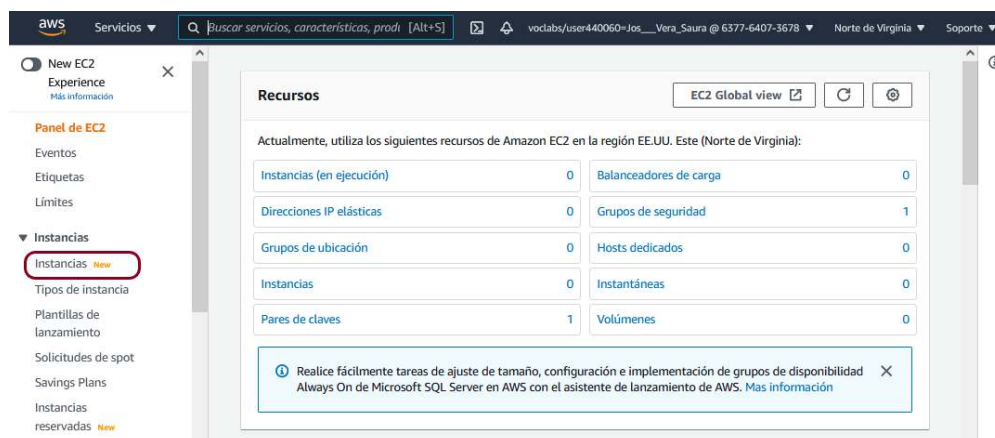 aws Servicios ▼ Buscar servicios, características, produ [Alt+S] voclabs/user440060=Jos___Vera_Saura @ 6377-6407-3678 ▼ Norte de Virginia ▼ Soporte ▼
New EC2
Experience
Más información
Panel de EC2
Eventos
Etiquetas
Límites
▼ Instancias
Instancias New
Tipos de instancia
Plantillas de
lanzamiento
Solicitudes de spot
Savings Plans
Instancias
reservadas New
Recursos EC2 Global view
Actualmente, utiliza los siguientes recursos de Amazon EC2 en la región EE.UU. Este (Norte de Virginia):
Instancias (en ejecución) 0 Balanceadores de carga 0
Direcciones IP elásticas 0 Grupos de seguridad 1
Grupos de ubicación 0 Hosts dedicados 0
Instancias 0 Instantáneas 0
Pares de claves 1 Volúmenes 0
Realice fácilmente tareas de ajuste de tamaño, configuración e implementación de grupos de disponibilidad
Always On de Microsoft SQL Server en AWS con el asistente de lanzamiento de AWS. Mas información